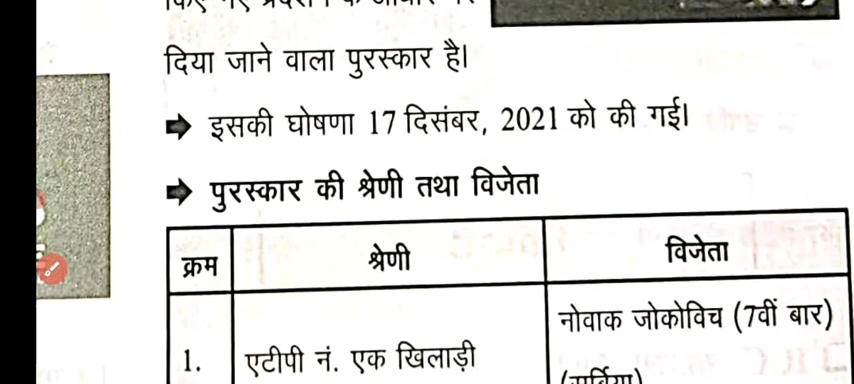 दिया जाने वाला पुरस्कार है।
➡ इसकी घोषणा 17 दिसंबर, 2021 को की गई।
➡ पुरस्कार की श्रेणी तथा विजेता
क्रम श्रेणी विजेता
नोवाक जोकोविच (7वीं बार)
1. एटीपी नं. एक खिलाड़ी